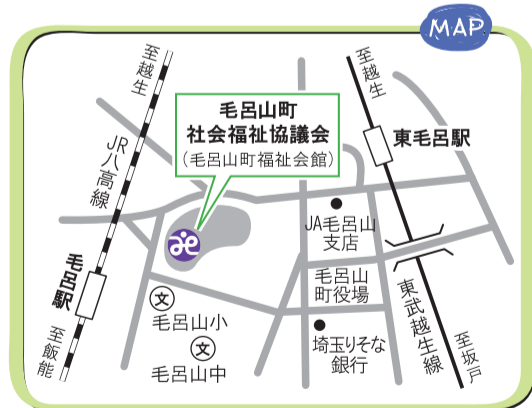 MAP
至越生
JR八高線
毛呂駅
至飯能
毛呂山町
社会福祉協議会
(毛呂山町福祉会館)
至越生
東毛呂駅
JA毛呂山
支店
毛呂山
町役場
埼玉りそな
銀行
東武越生線
至坂戸
文
毛呂山小
文
毛呂山中